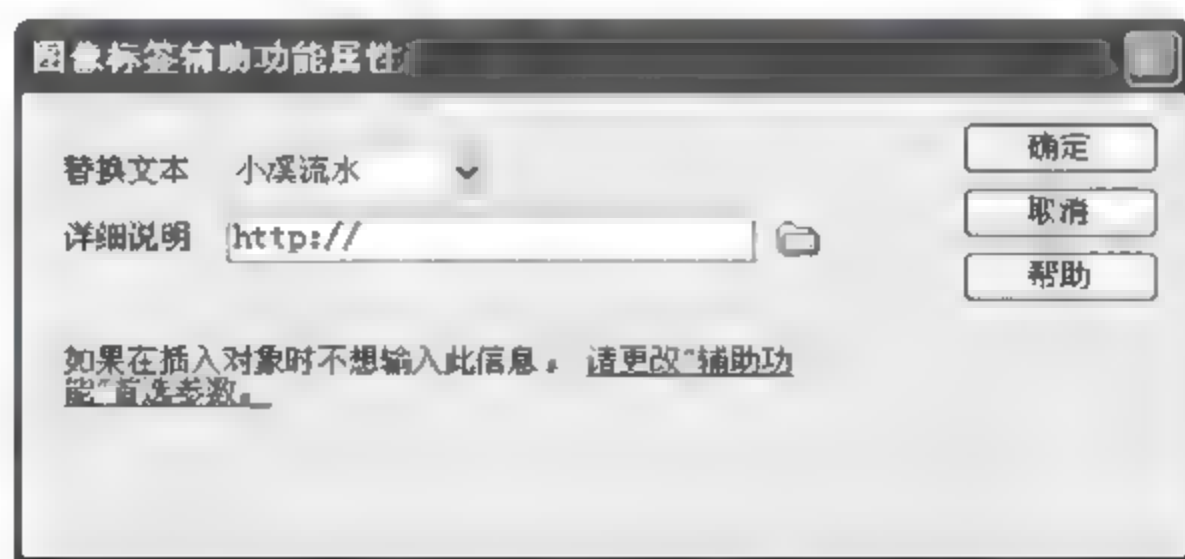 图像标签辅助功能属性
替换文本 小溪流水
确定
详细说明 http://
取消
帮助
如果在插入对象时不想输入此信息，请更改“辅助功
能”首选参数。